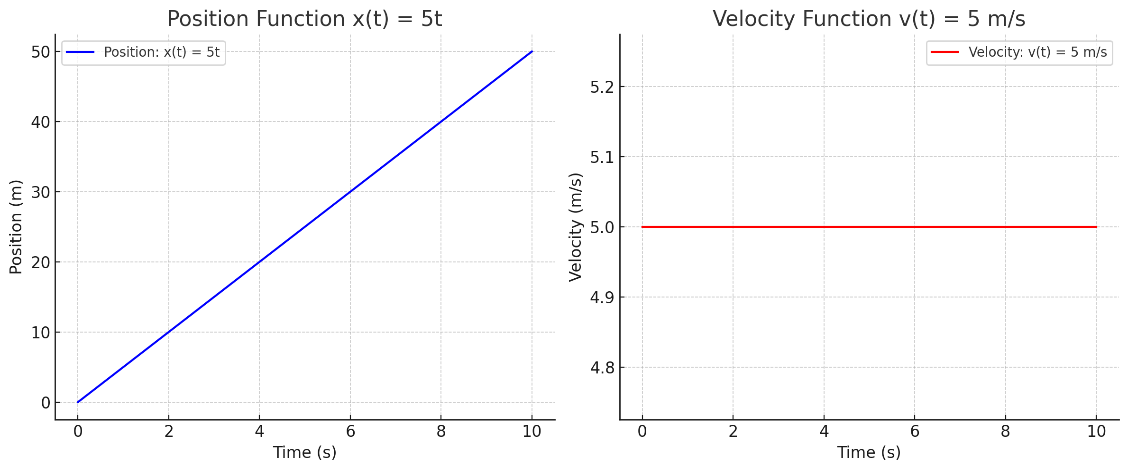 Position Function x(t) = 5t
Position: x(t) = 5t
Position (m)
50
40
30
20
10
0
0 2 4 6 8 10
Time (s)
Velocity Function v(t) = 5 m/s
Velocity: v(t) = 5 m/s
Velocity (m/s)
5.2
5.1
5.0
4.9
4.8
0 2 4 6 8 10
Time (s)